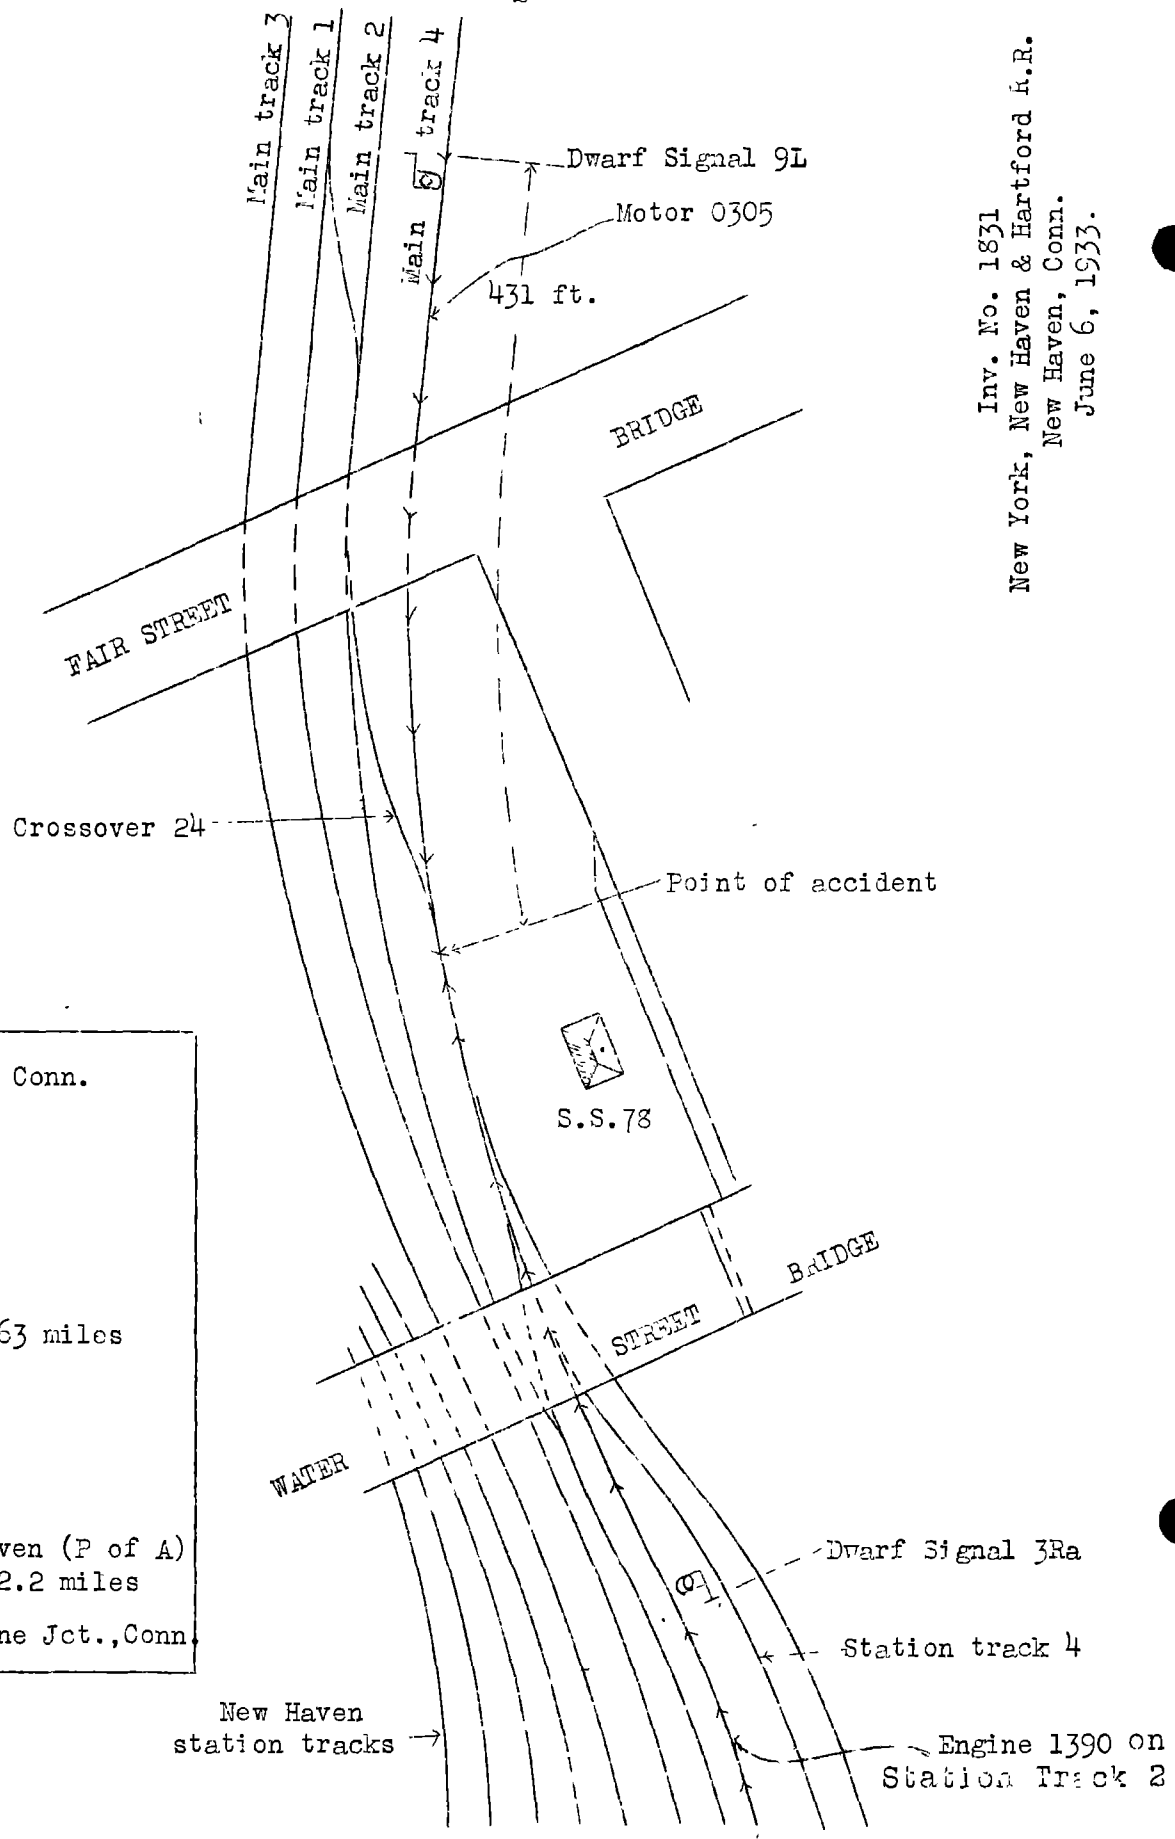 Main track 3
Main track 1
Main track 2
Main track 4
Dwarf Signal 9L
Motor 0305
431 ft.
Inv. No. 1831
New York, New Haven & Hartford R.R.
New Haven, Conn.
June 6, 1933.
BRIDGE
FAIR STREET
Crossover 24
Point of accident
Conn.
S.S.78
BRIDGE
63 miles
STREET
WATER
ven (P of A)
2.2 miles
ne Jct.,Conn.
Dwarf Signal 3Ra
Station track 4
New Haven
station tracks
Engine 1390 on
Station Track 2